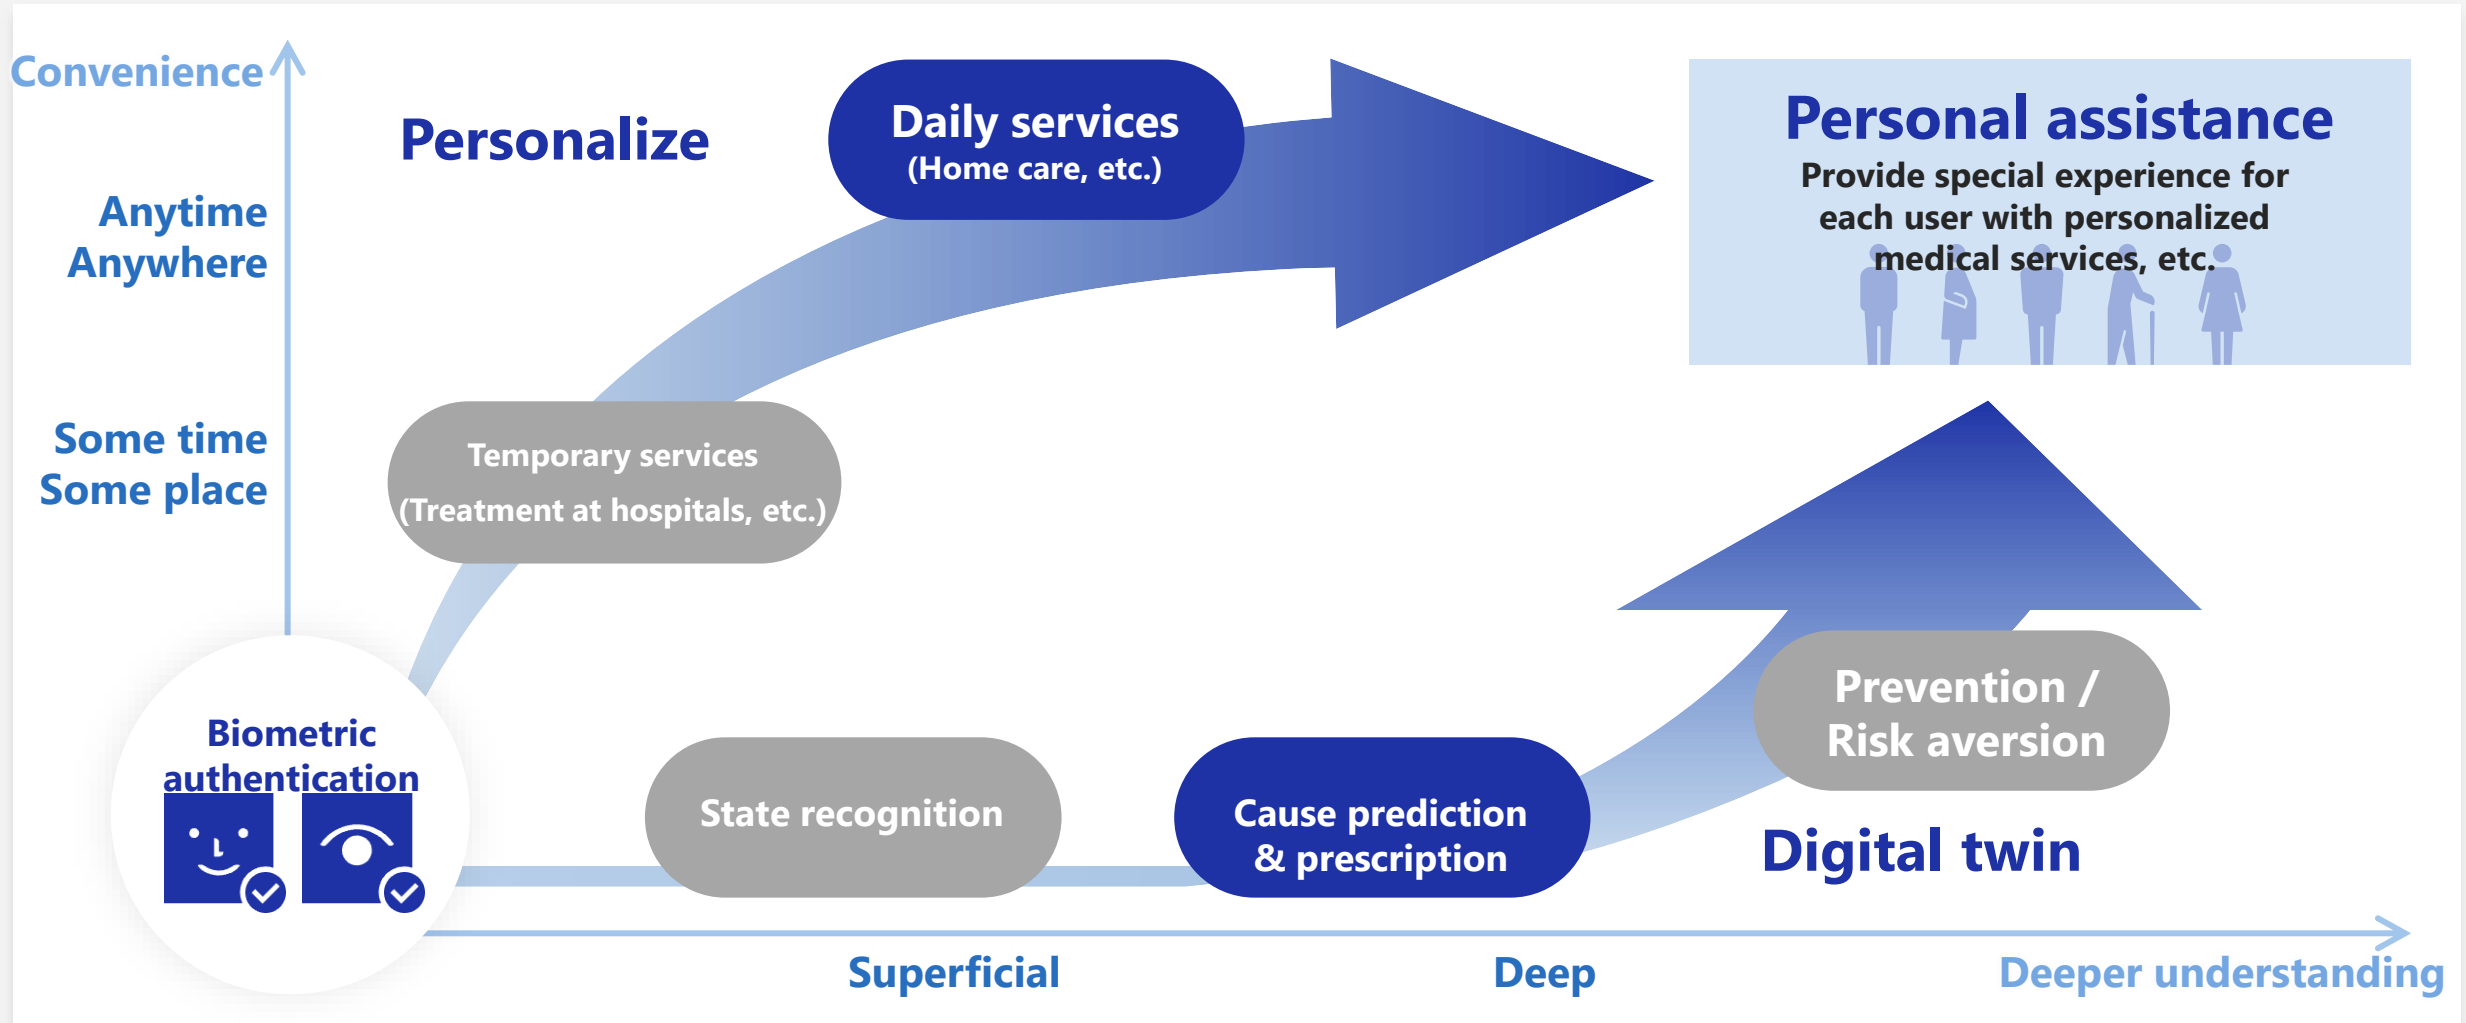 Convenience
Personalize
Daily services
(Home care, etc.)
Personal assistance
Provide special experience for
each user with personalized
medical services, etc.
Anytime
Anywhere
Some time
Some place
Temporary services
(Treatment at hospitals, etc.)
Biometric
authentication
State recognition
Cause prediction
& prescription
Prevention /
Risk aversion
Digital twin
Superficial
Deep
Deeper understanding